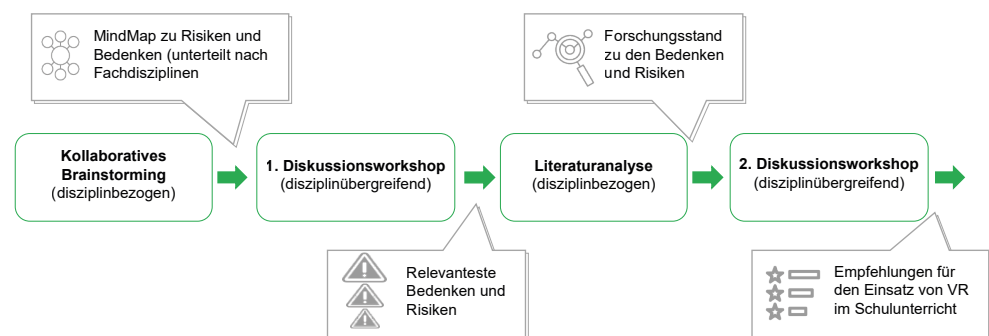 MindMap zu Risiken und
Bedenken (unterteilt nach
Fachdisziplinen
Forschungsstand
zu den Bedenken
und Risiken
Kollaboratives
Brainstorming
(disziplinbezogen)
1. Diskussionsworkshop
(disziplinübergreifend)
Literaturanalyse
(disziplinbezogen)
2. Diskussionsworkshop
(disziplinübergreifend)
Relevanteste
Bedenken und
Risiken
Empfehlungen für
den Einsatz von VR
im Schulunterricht